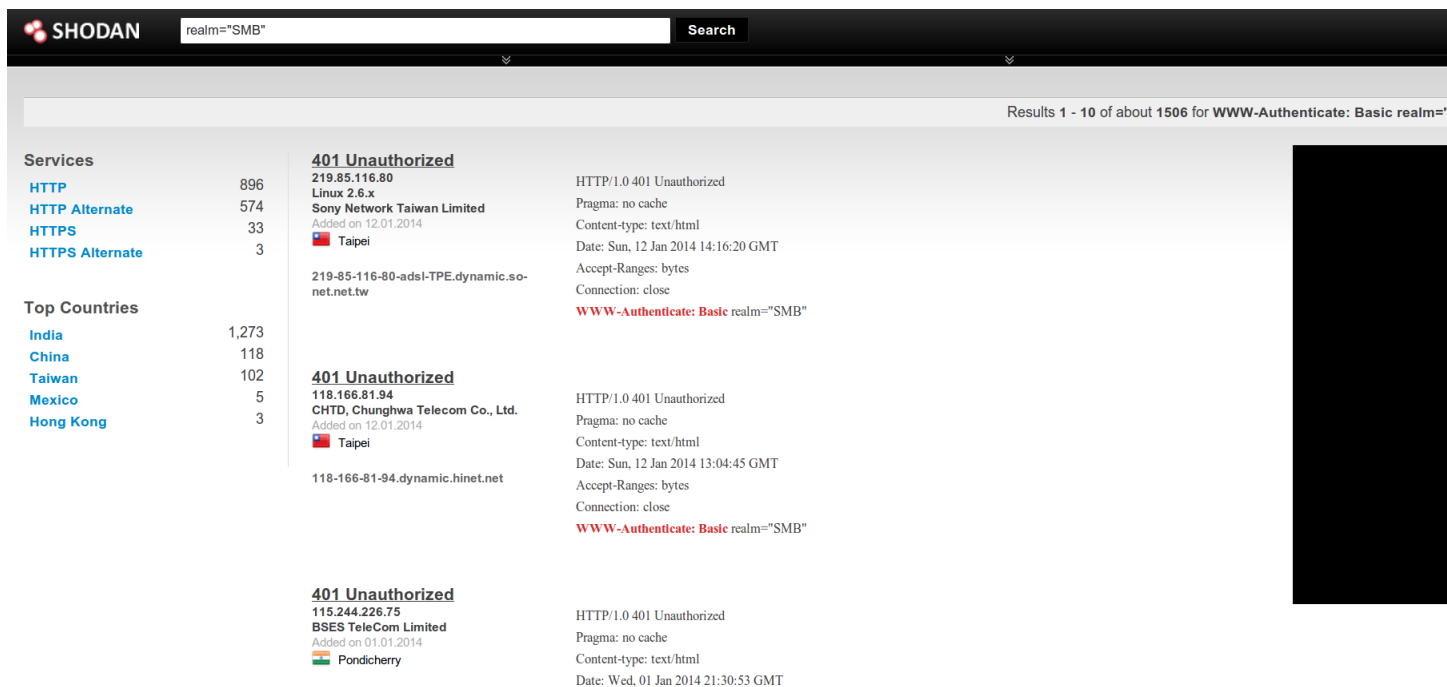 SHODAN
realm="SMB"
Search
Results 1 - 10 of about 1506 for WWW-Authenticate: Basic realm="
Services
HTTP 896
HTTP Alternate 574
HTTPS 33
HTTPS Alternate 3
Top Countries
India 1,273
China 118
Taiwan 102
Mexico 5
Hong Kong 3
401 Unauthorized
219.85.116.80
Linux 2.6.x
Sony Network Taiwan Limited
Added on 12.01.2014
Taipei
219-85-116-80-adsl-TPE.dynamic.so-
net.net.tw
HTTP/1.0 401 Unauthorized
Pragma: no cache
Content-type: text/html
Date: Sun, 12 Jan 2014 14:16:20 GMT
Accept-Ranges: bytes
Connection: close
WWW-Authenticate: Basic realm="SMB"
401 Unauthorized
118.166.81.94
CHTD, Chunghwa Telecom Co., Ltd.
Added on 12.01.2014
Taipei
118-166-81-94.dynamic.hinet.net
HTTP/1.0 401 Unauthorized
Pragma: no cache
Content-type: text/html
Date: Sun, 12 Jan 2014 13:04:45 GMT
Accept-Ranges: bytes
Connection: close
WWW-Authenticate: Basic realm="SMB"
401 Unauthorized
115.244.226.75
BSES TeleCom Limited
Added on 01.01.2014
Pondicherry
HTTP/1.0 401 Unauthorized
Pragma: no cache
Content-type: text/html
Date: Wed, 01 Jan 2014 21:30:53 GMT